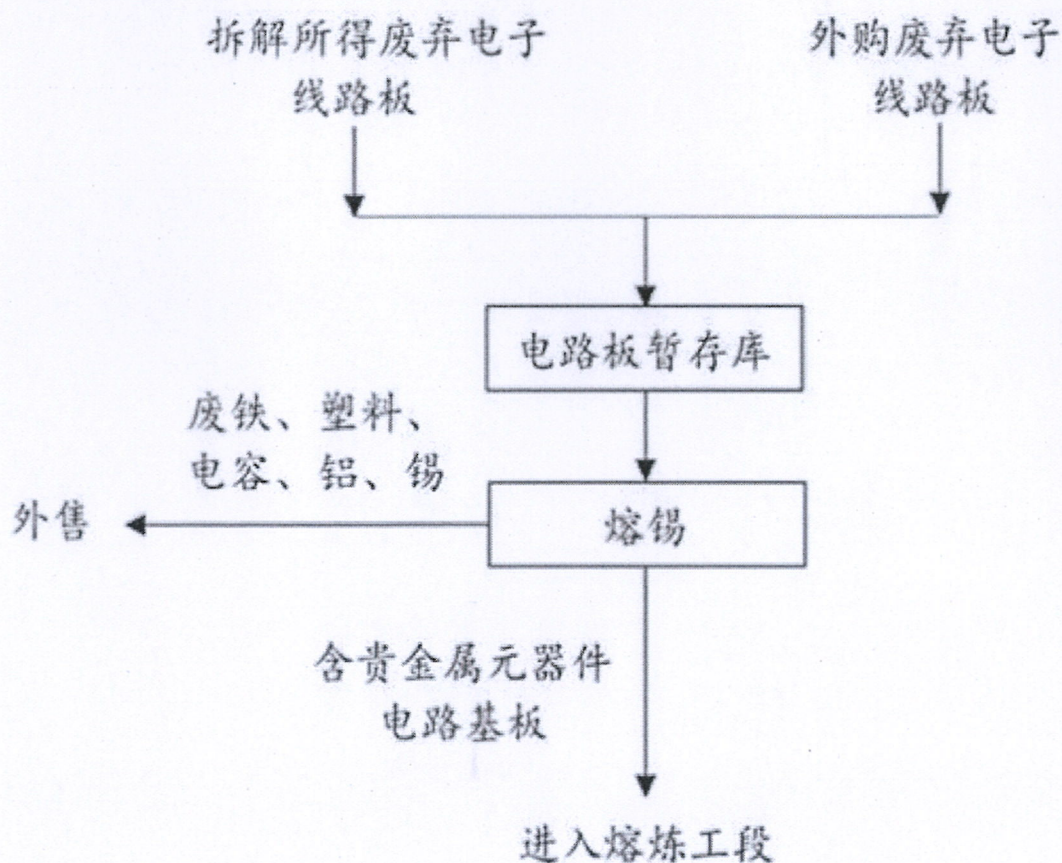 拆解所得废弃电子
线路板
外购废弃电子
线路板
电路板暂存库
废铁、塑料、
电容、铝、锡
外售
熔锡
含贵金属元器件
电路基板
进入熔炼工段